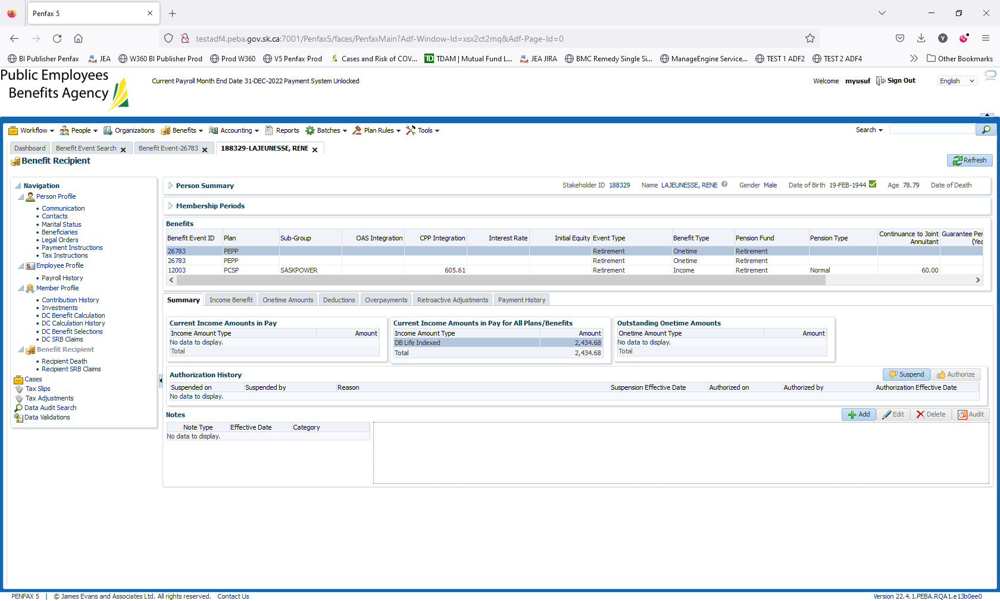 Penfax 5
testadf4.peba.gov.sk.ca:7001/Penfax5/faces/PenfaxMain?Adf-Window-Id=xsx2ct2mq&Adf-Page-Id=0
BI Publisher Penfax JEA W360 BI Publisher Prod Prod W360 V5 Penfax Prod Cases and Risk of COV... TDAM | Mutual Fund L... JEA JIRA BMC Remedy Single Si... ManageEngine Service... TEST 1 ADF2 TEST 2 ADF4 Other Bookmarks
Public Employees
Benefits Agency
Current Payroll Month End Date 31-DEC-2022 Payment System Unlocked
Welcome myusuf Sign Out English
Workflow People Organizations Benefits Accounting Reports Batches Plan Rules Tools Search
Dashboard Benefit Event Search Benefit Event-26783 188329-LAJEUNESSE, RENE
Benefit Recipient Refresh
Navigation
Person Profile
Communication
Contacts
Marital Status
Beneficiaries
Legal Orders
Payment Instructions
Tax Instructions
Employee Profile
Payroll History
Member Profile
Contribution History
Investments
DC Benefit Calculation
DC Calculation History
DC Benefit Selections
DC SRB Claims
Benefit Recipient
Recipient Death
Recipient SRB Claims
Cases
Tax Slips
Tax Adjustments
Data Audit Search
Data Validations
Person Summary Stakeholder ID 188329 Name LAJEUNESSE, RENE Gender Male Date of Birth 19-FEB-1944 Age 78.79 Date of Death
Membership Periods
Benefits
Benefit Event ID Plan Sub-Group OAS Integration CPP Integration Interest Rate Initial Equity Event Type Benefit Type Pension Fund Pension Type Continuance to Joint Annuitant Guarantee Per (Yea
26783 PEPP Retirement Onetime Retirement
26783 PEPP Retirement Onetime Retirement
12003 PCSP SASKPOWER 605.61 Retirement Income Retirement Normal 60.00
Summary Income Benefit Onetime Amounts Deductions Overpayments Retroactive Adjustments Payment History
Current Income Amounts in Pay
Income Amount Type Amount
No data to display.
Total
Current Income Amounts in Pay for All Plans/Benefits
Income Amount Type Amount
DB Life Indexed 2,434.68
Total 2,434.68
Outstanding Onetime Amounts
Onetime Amount Type Amount
No data to display.
Total
Authorization History Suspend Authorize
Suspended on Suspended by Reason Suspension Effective Date Authorized on Authorized by Authorization Effective Date
No data to display.
Notes Add Edit Delete Audit
Note Type Effective Date Category
No data to display.
PENFAX 5 | © James Evans and Associates Ltd. All rights reserved. Contact Us Version 22.4.1.PEBA.RQA1.e13b0ee0